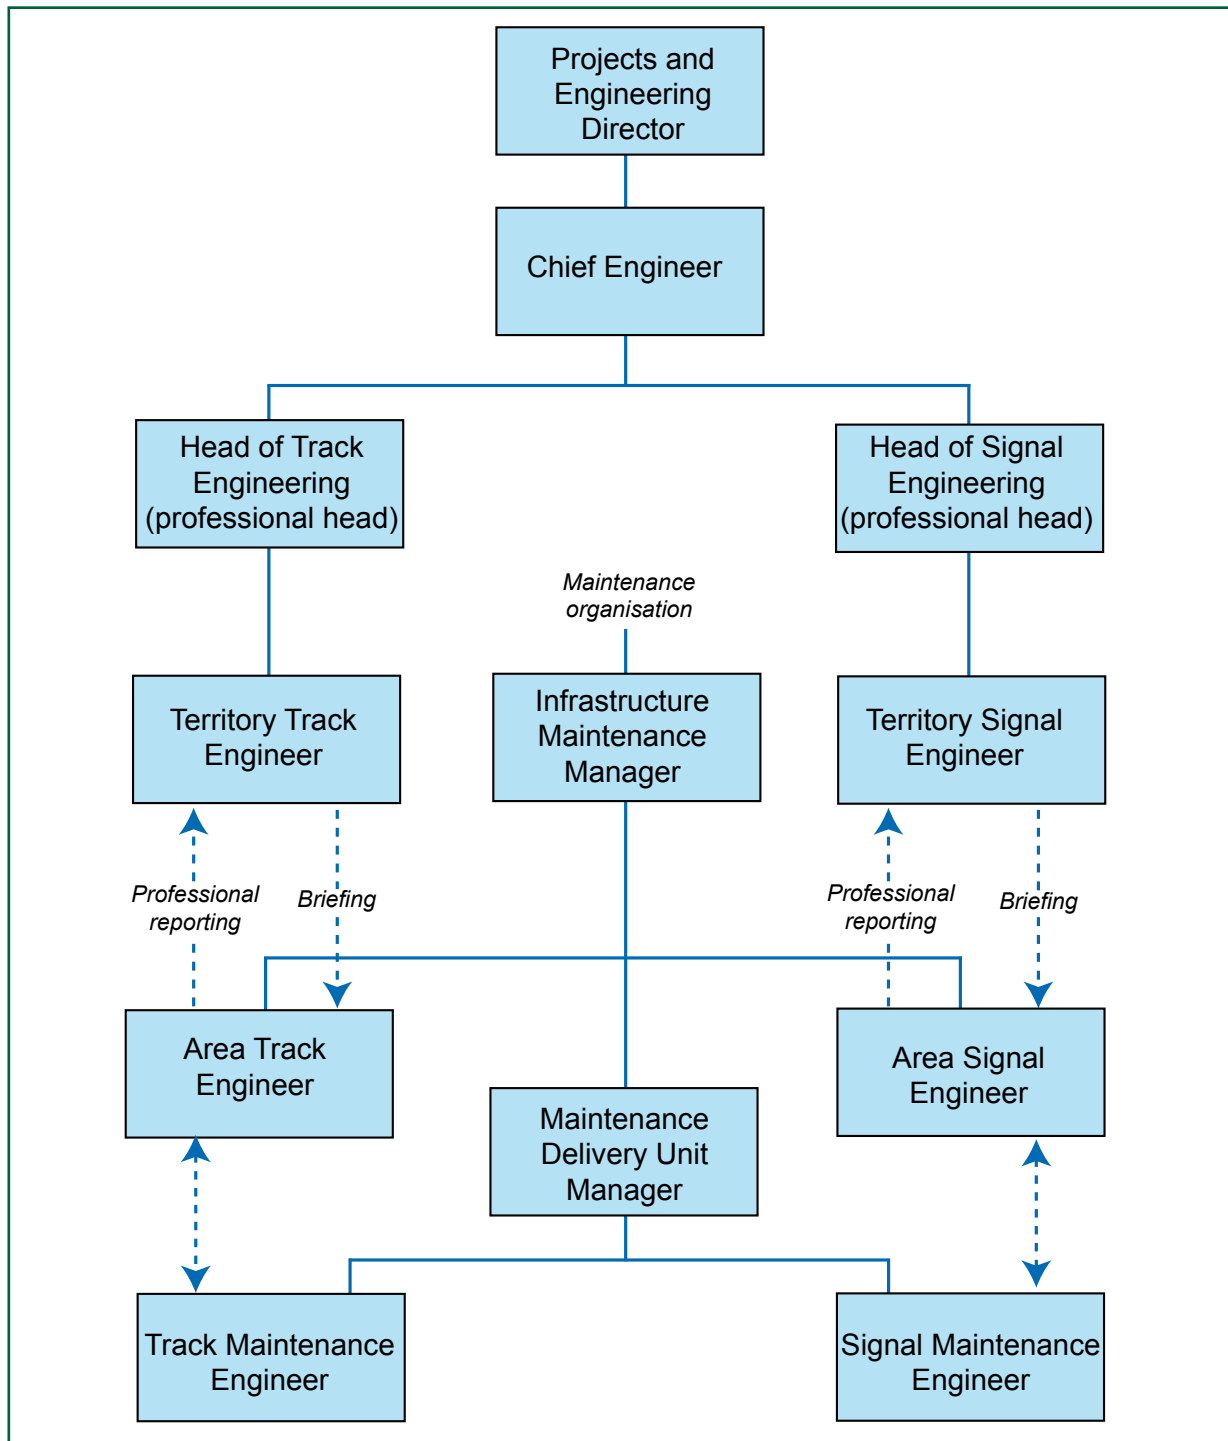 Projects and
Engineering
Director
Chief Engineer
Head of Track
Engineering
(professional head)
Head of Signal
Engineering
(professional head)
Maintenance
organisation
Territory Track
Engineer
Infrastructure
Maintenance
Manager
Territory Signal
Engineer
Professional
reporting
Briefing
Professional
reporting
Briefing
Area Track
Engineer
Area Signal
Engineer
Maintenance
Delivery Unit
Manager
Track Maintenance
Engineer
Signal Maintenance
Engineer